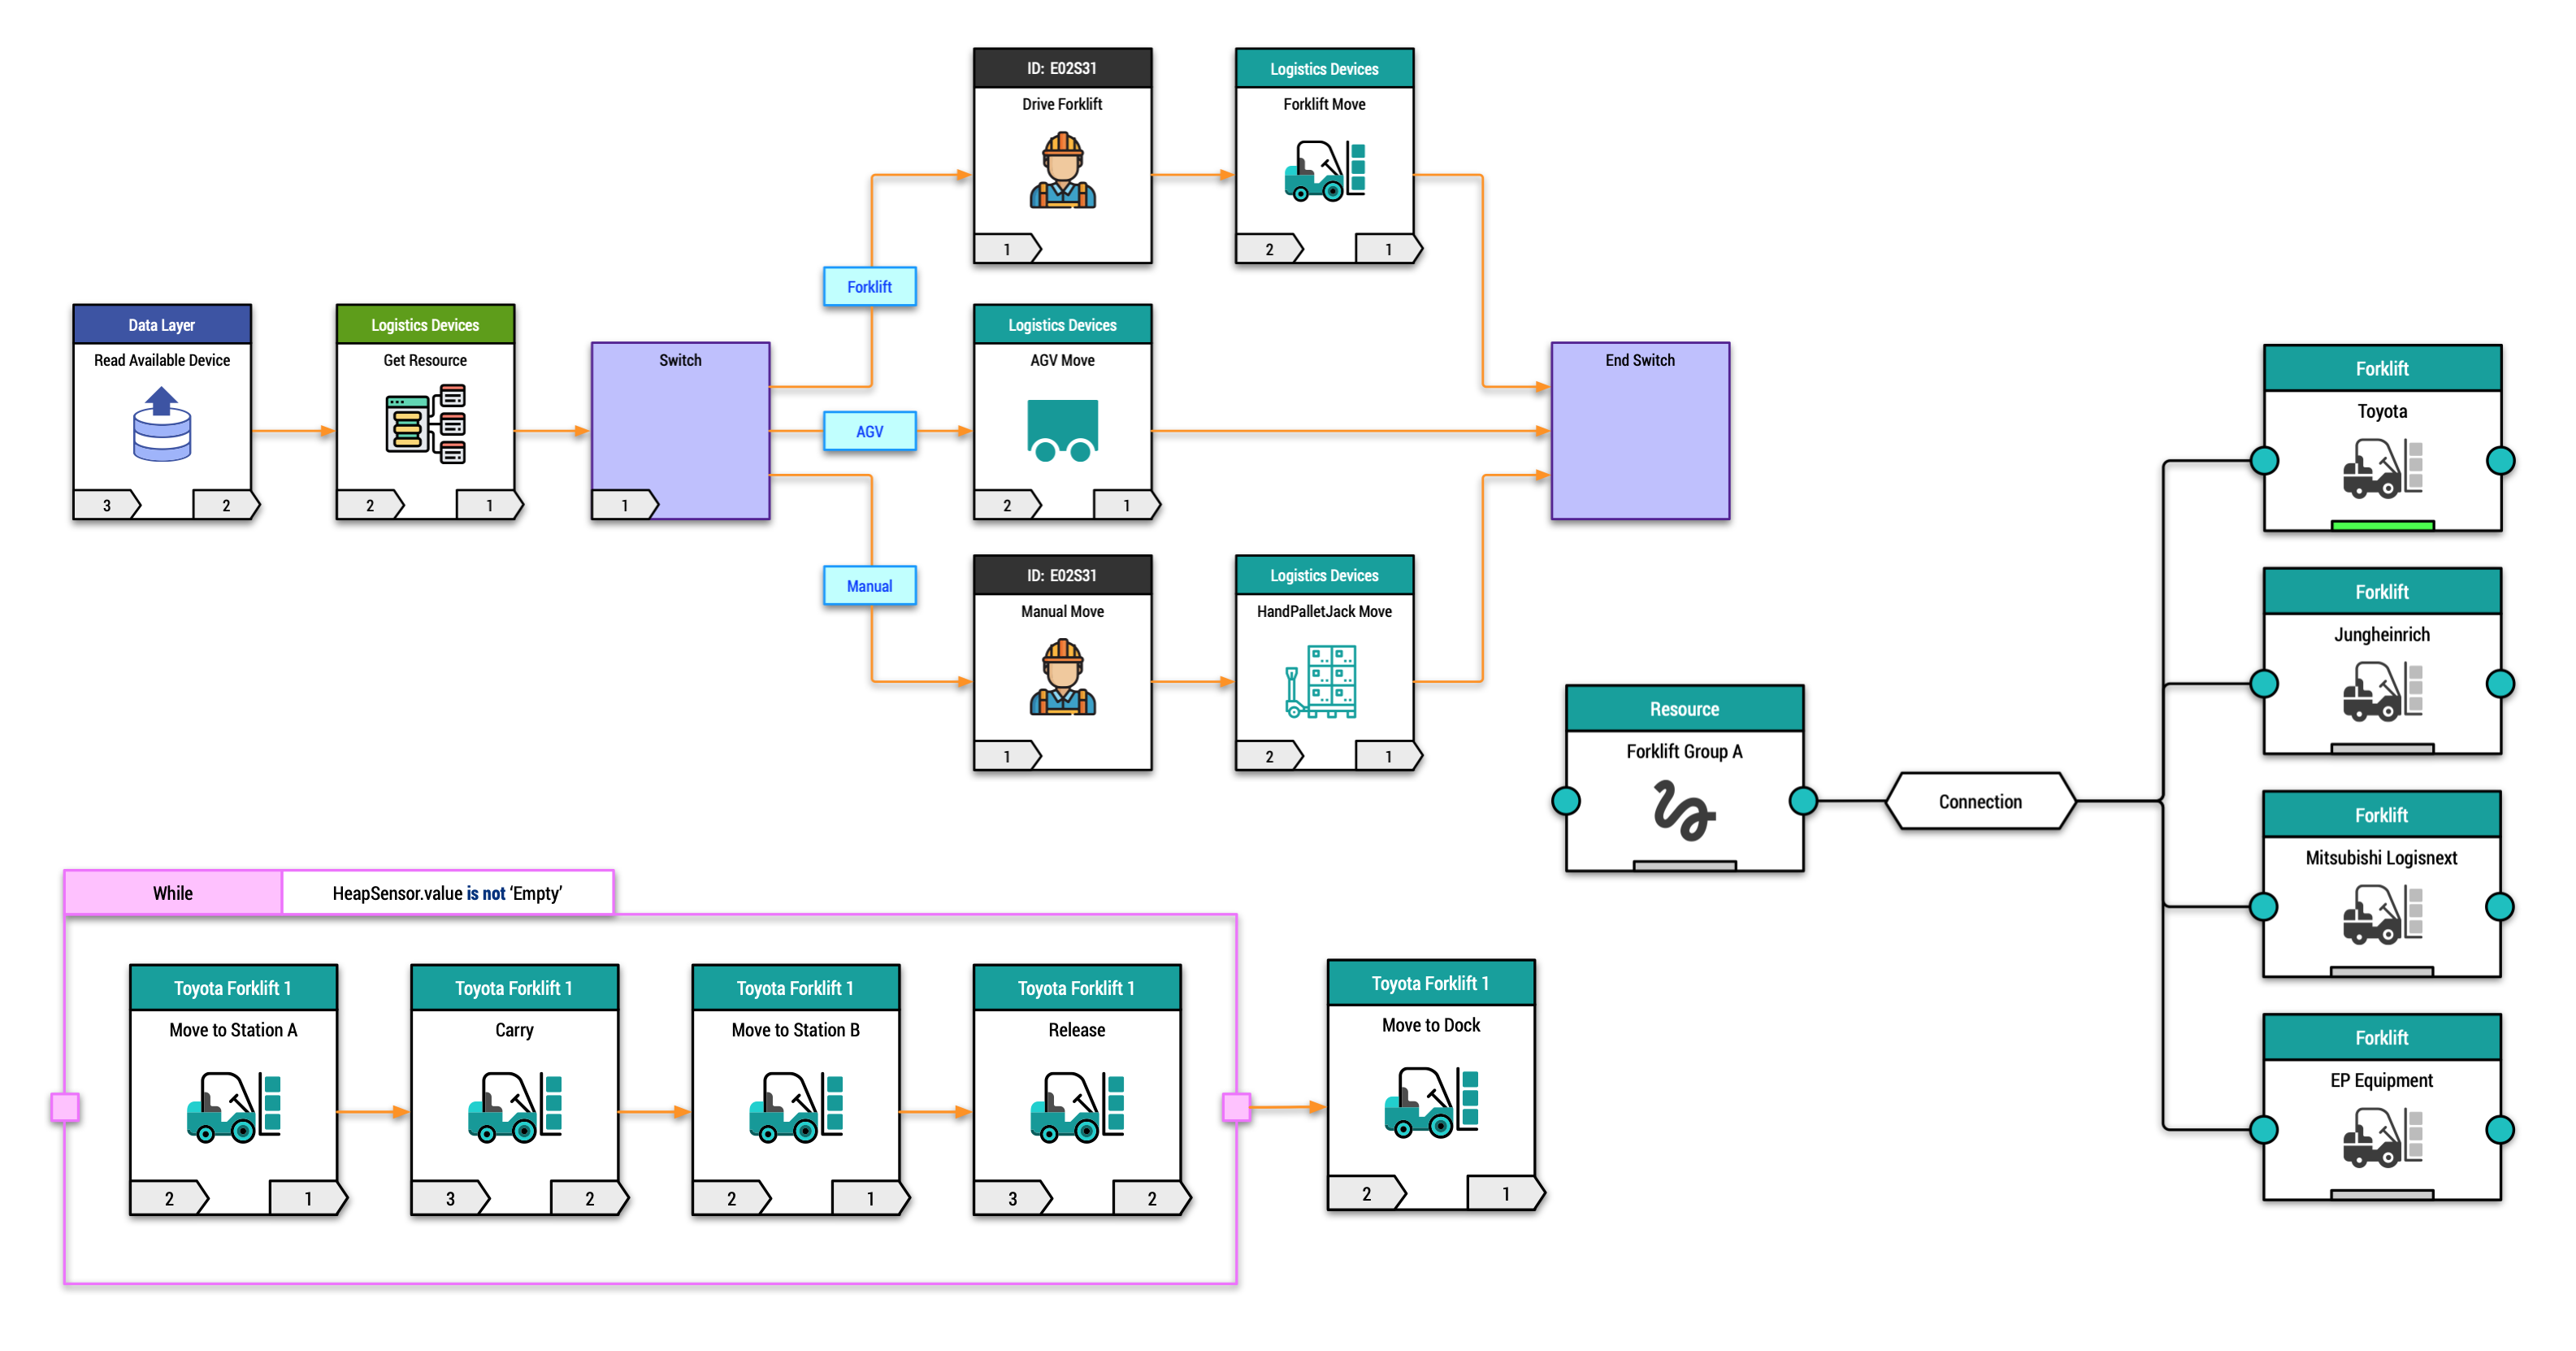 ID: E02S31
Drive Forklift
1
Logistics Devices
Forklift Move
2
1
Forklift
Data Layer
Read Available Device
3
2
Logistics Devices
Get Resource
2
1
Switch
1
AGV
Logistics Devices
AGV Move
2
1
End Switch
Manual
ID: E02S31
Manual Move
1
Logistics Devices
HandPalletJack Move
2
1
Resource
Forklift Group A
Connection
Forklift
Toyota
Forklift
Jungheinrich
Forklift
Mitsubishi Logisnext
Forklift
EP Equipment
While
HeapSensor.value is not ‘Empty’
Toyota Forklift 1
Move to Station A
2
1
Toyota Forklift 1
Carry
3
2
Toyota Forklift 1
Move to Station B
2
1
Toyota Forklift 1
Release
3
2
Toyota Forklift 1
Move to Dock
2
1